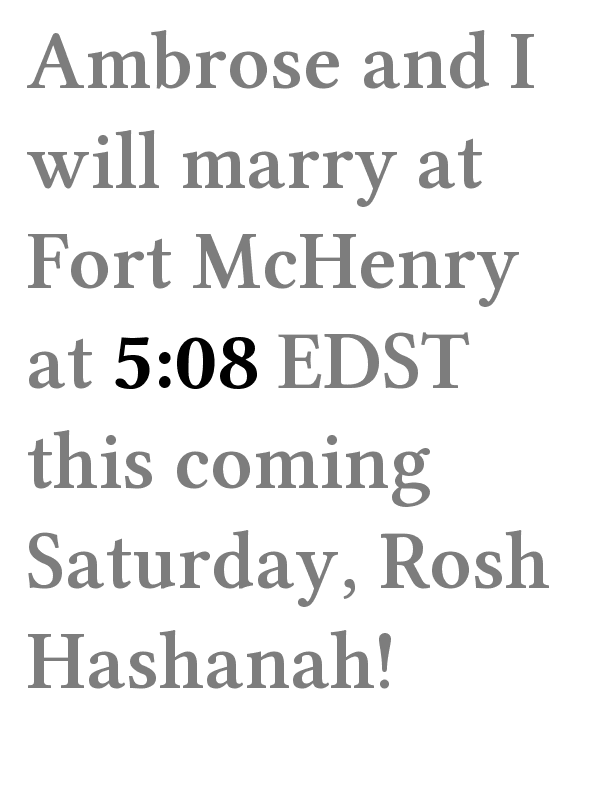 Ambrose and I
will marry at
Fort McHenry
at 5:08 EDST
this coming
Saturday, Rosh
Hashanah!